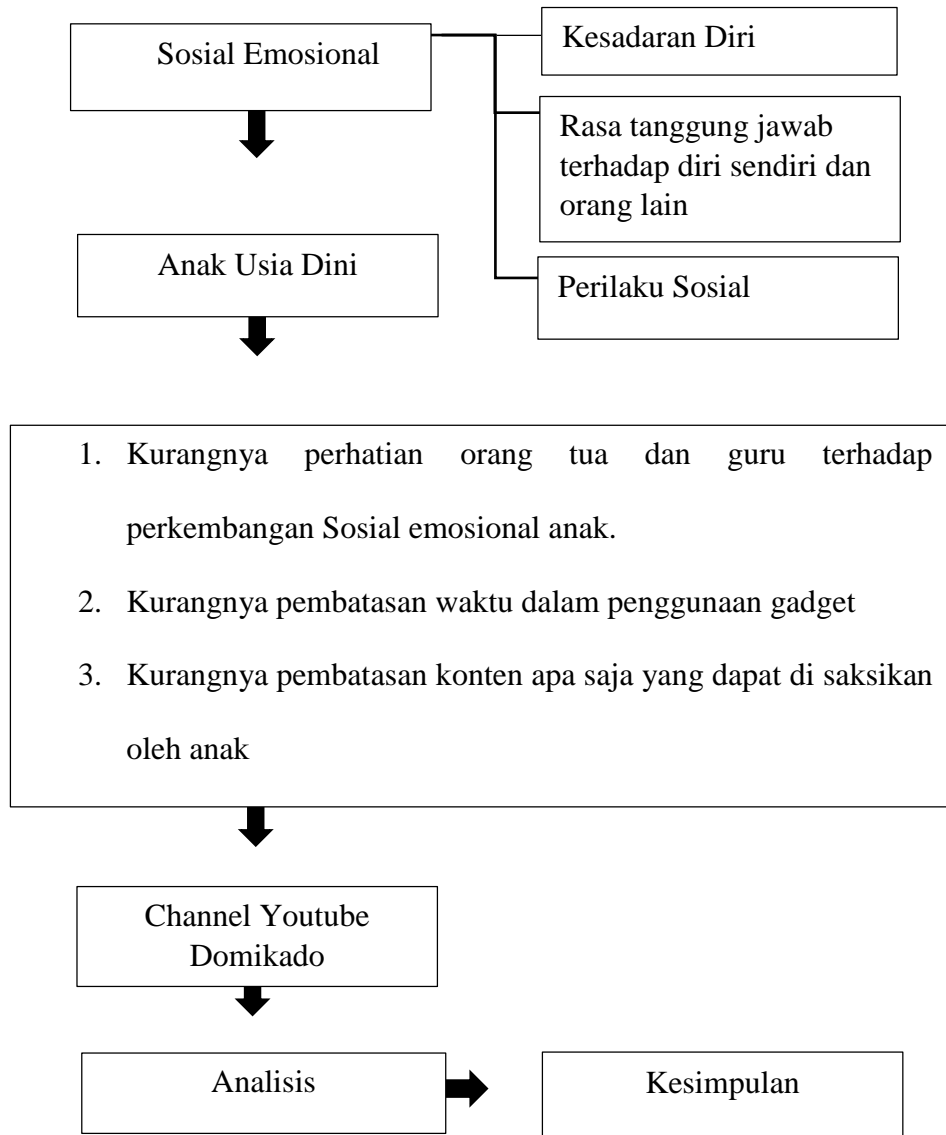 Sosial Emosional
Kesadaran Diri
Rasa tanggung jawab
terhadap diri sendiri dan
orang lain
Anak Usia Dini
Perilaku Sosial
1. Kurangnya perhatian orang tua dan guru terhadap
perkembangan Sosial emosional anak.
2. Kurangnya pembatasan waktu dalam penggunaan gadget
3. Kurangnya pembatasan konten apa saja yang dapat di saksikan
oleh anak
Channel Youtube
Domikado
Analisis
Kesimpulan